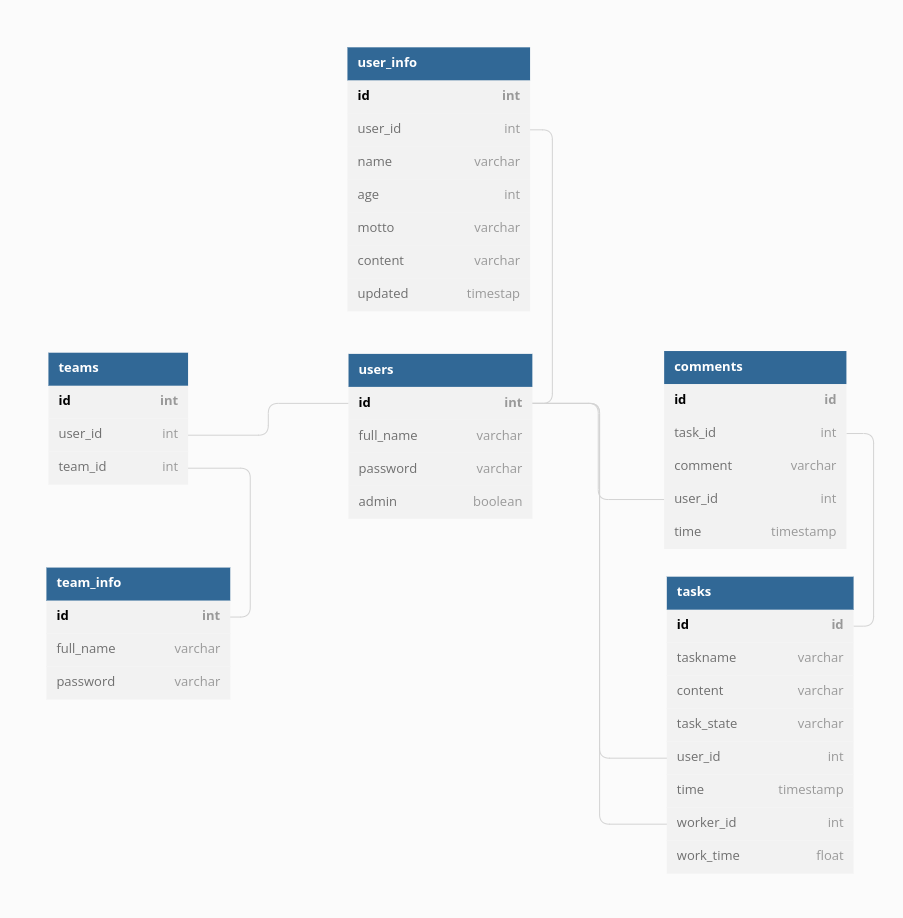 user_info
id int
user_id int
name varchar
age int
motto varchar
content varchar
updated timestap
teams
id int
user_id int
team_id int
users
id int
full_name varchar
password varchar
admin boolean
comments
id id
task_id int
comment varchar
user_id int
time timestamp
team_info
id int
full_name varchar
password varchar
tasks
id id
taskname varchar
content varchar
task_state varchar
user_id int
time timestamp
worker_id int
work_time float